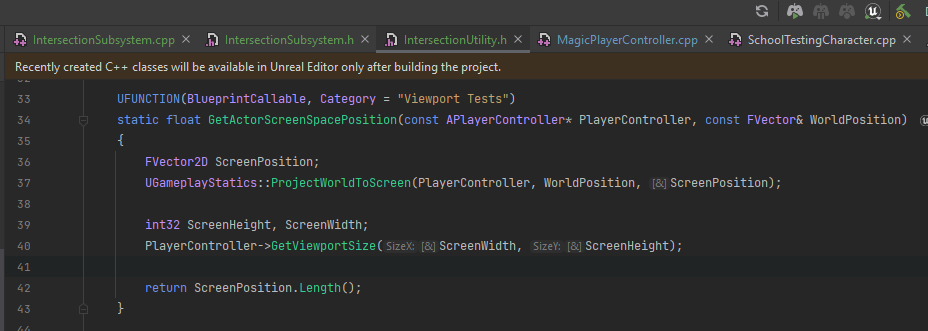 IntersectionSubsystem.cpp IntersectionSubsystem.h IntersectionUtility.h MagicPlayerController.cpp SchoolTestingCharacter.cpp
Recently created C++ classes will be available in Unreal Editor only after building the project.
33 UFUNCTION(BlueprintCallable, Category = "Viewport Tests")
34 static float GetActorScreenSpacePosition(const APlayerController* PlayerController, const FVector& WorldPosition)
35 {
36 FVector2D ScreenPosition;
37 UGameplayStatics::ProjectWorldToScreen(PlayerController, WorldPosition, [&]ScreenPosition);
38
39 int32 ScreenHeight, ScreenWidth;
40 PlayerController->GetViewportSize(SizeX: [&]ScreenWidth, SizeY: [&]ScreenHeight);
41
42 return ScreenPosition.Length();
43 }